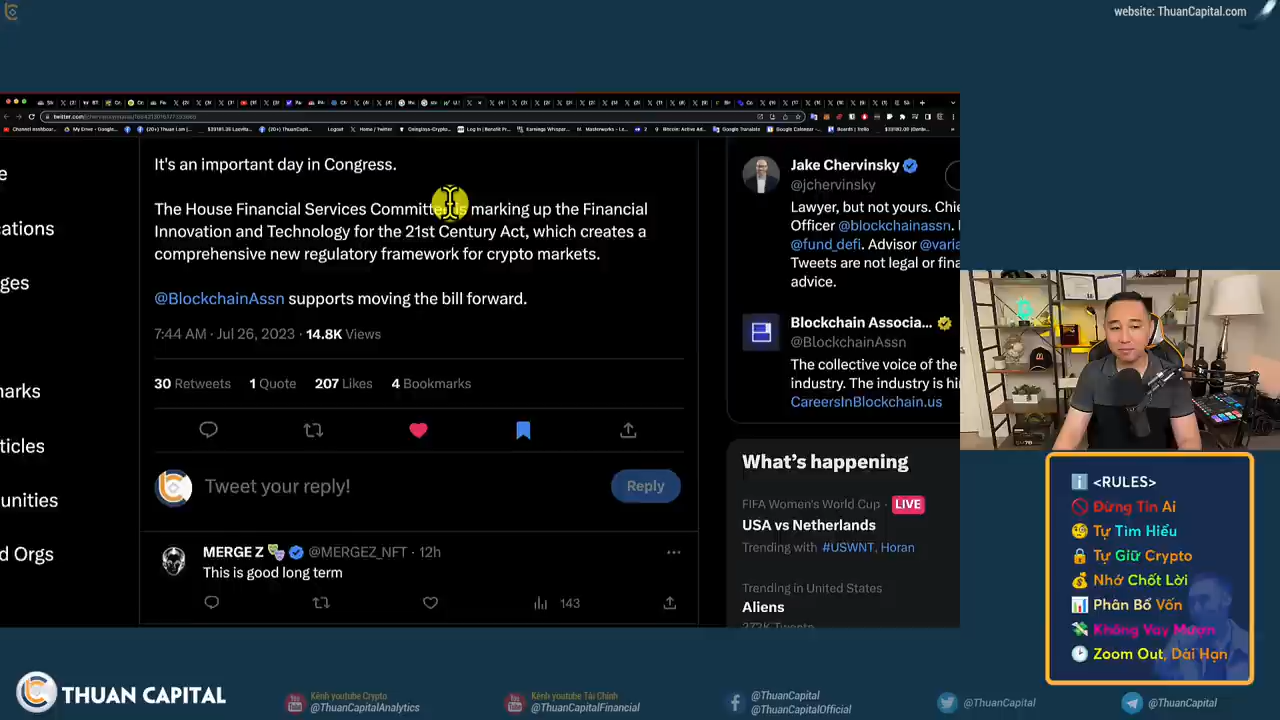 website: ThuanCapital.com
It's an important day in Congress.
The House Financial Services Committee is marking up the Financial
Innovation and Technology for the 21st Century Act, which creates a
comprehensive new regulatory framework for crypto markets.
@BlockchainAssn supports moving the bill forward.
7:44 AM · Jul 26, 2023 · 14.8K Views
30 Retweets 1 Quote 207 Likes 4 Bookmarks
Tweet your reply!
Reply
MERGE Z @MERGEZ_NFT · 12h
This is good long term
143
e
ations
ges
arks
ticles
unities
d Orgs
Jake Chervinsky
@jchervinsky
Lawyer, but not yours. Chie
Officer @blockchainassn.
@fund_defi. Advisor @varia
Tweets are not legal or fina
advice.
Blockchain Associa...
@BlockchainAssn
The collective voice of the
industry. The industry is hi
CareersInBlockchain.us
What's happening
FIFA Women's World Cup · LIVE
USA vs Netherlands
Trending with #USWNT, Horan
Trending in United States
Aliens
<RULES>
Đừng Tin Ai
Tự Tìm Hiểu
Tự Giữ Crypto
Nhớ Chốt Lời
Phân Bổ Vốn
Không Vay Mượn
Zoom Out, Dài Hạn
THUAN CAPITAL
Kênh youtube Crypto
@ThuanCapitalAnalytics
Kênh youtube Tài Chính
@ThuanCapitalFinancial
@ThuanCapital
@ThuanCapitalOfficial
@ThuanCapital
@ThuanCapital